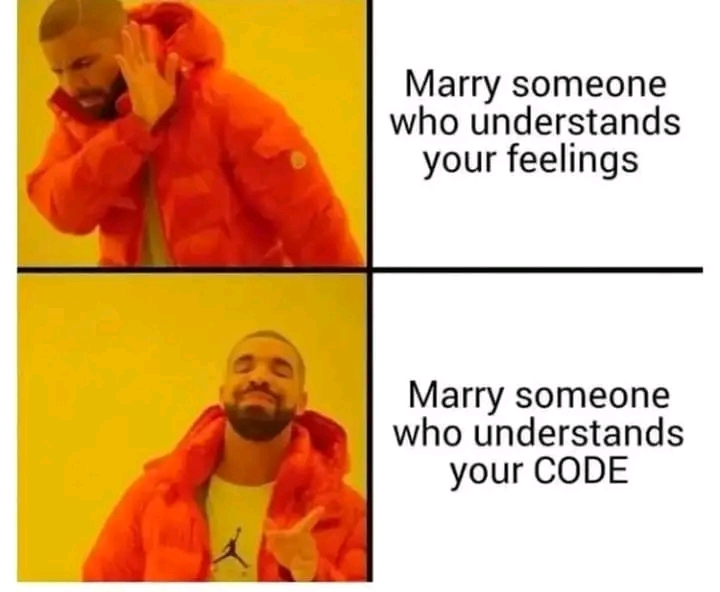 Marry someone
who understands
your feelings
Marry someone
who understands
your CODE